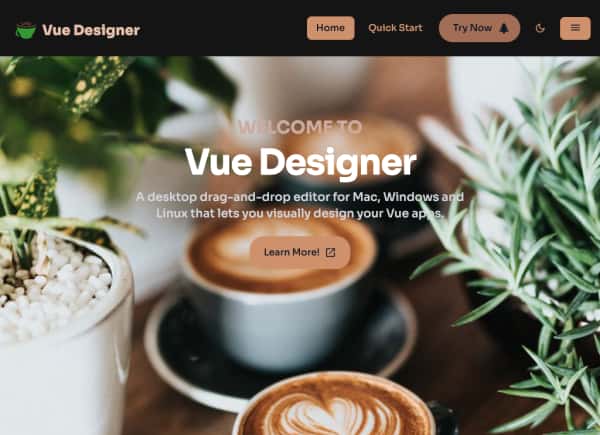 Vue Designer
Home
Quick Start
Try Now
WELCOME TO
Vue Designer
A desktop drag-and-drop editor for Mac, Windows and
Linux that lets you visually design your Vue apps.
Learn More!